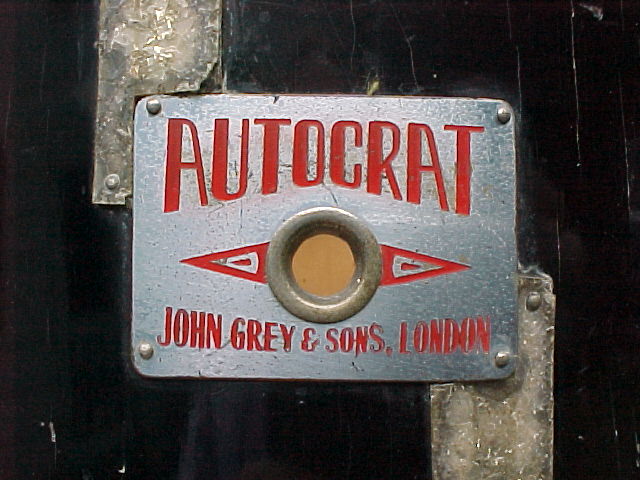 AUTOCRAT
JOHN GREY & SONS, LONDON